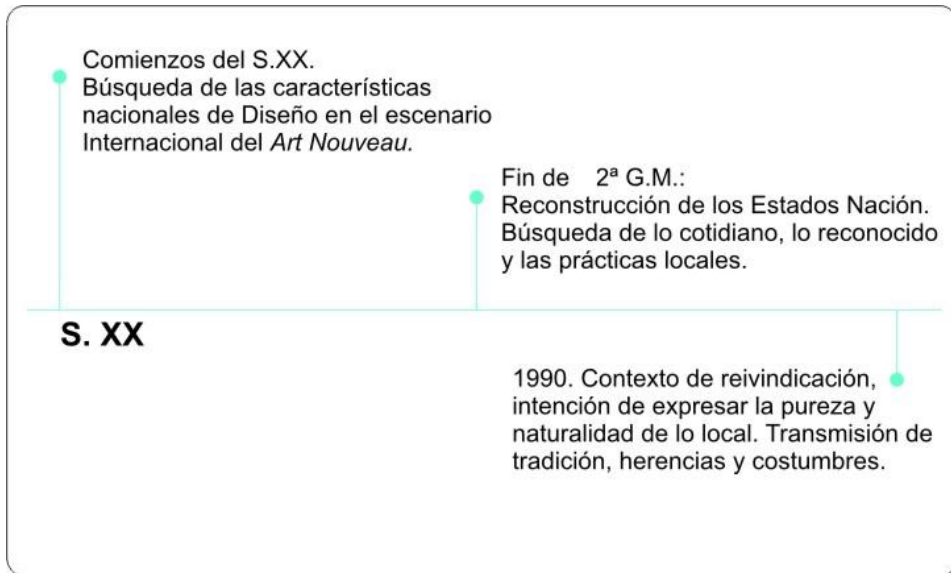 Comienzos del S.XX.
Búsqueda de las características
nacionales de Diseño en el escenario
Internacional del Art Nouveau.
Fin de 2ª G.M.:
Reconstrucción de los Estados Nación.
Búsqueda de lo cotidiano, lo reconocido
y las prácticas locales.
S. XX
1990. Contexto de reivindicación,
intención de expresar la pureza y
naturalidad de lo local. Transmisión de
tradición, herencias y costumbres.